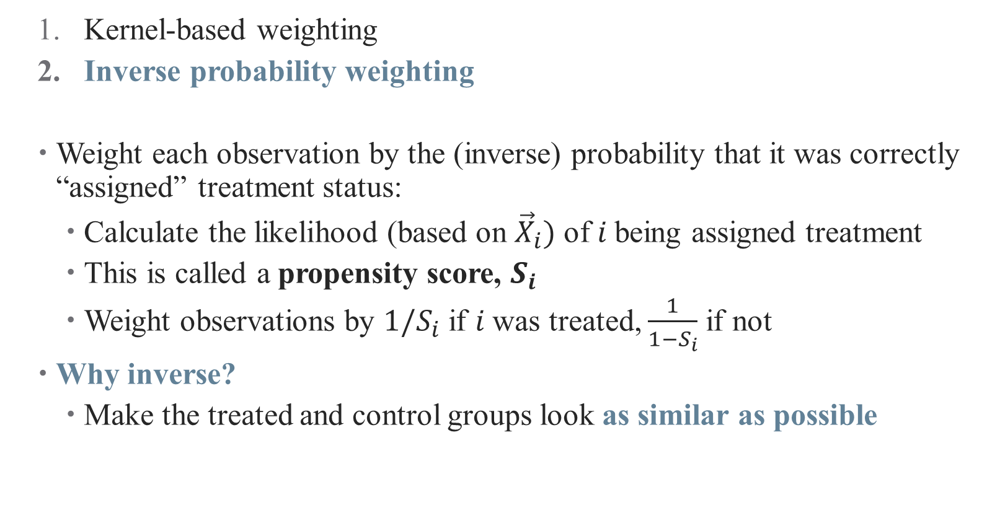 1. Kernel-based weighting
2. Inverse probability weighting
• Weight each observation by the (inverse) probability that it was correctly
“assigned” treatment status:
• Calculate the likelihood (based on $\vec{X}_i$) of $i$ being assigned treatment
• This is called a propensity score, $S_i$
• Weight observations by $1/S_i$ if $i$ was treated, $\frac{1}{1-S_i}$ if not
• Why inverse?
• Make the treated and control groups look as similar as possible